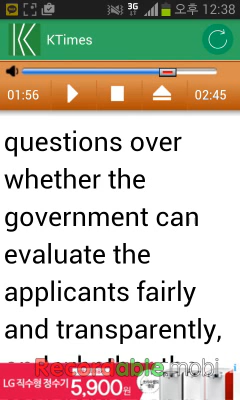 3G 오후 12:38
KTimes
01:56 02:45
questions over
whether the
government can
evaluate the
applicants fairly
and transparently,
Recordable.mobi
LG 직수형 정수기 5,900원